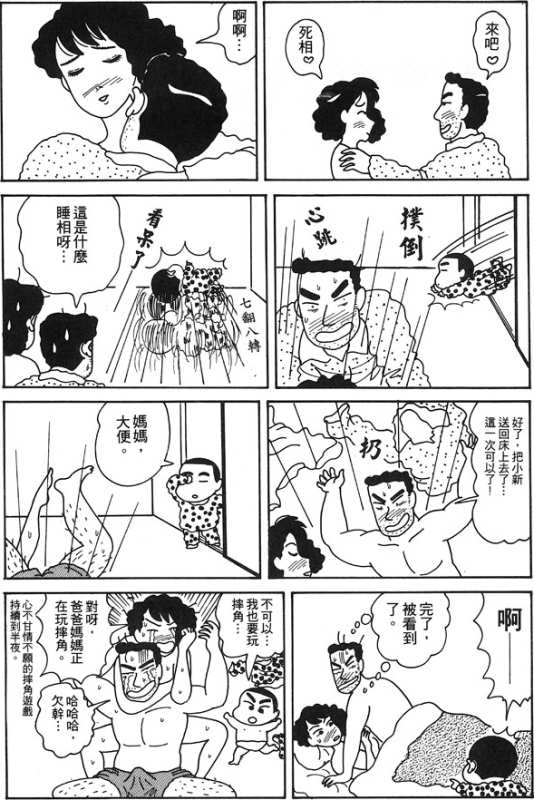 來吧♡
死相♡
啊啊…
撲倒
心跳
看呆了
七翻八轉
這是什麼
睡相呀…
好了，把小新
送回床上去了…
這一次可以了！
扔
媽媽，
大便。
啊
完了，
被看到
了。
不可以…
我也要玩
摔角…
對呀，
爸爸媽媽正
在玩摔角。
哈哈哈，
欠幹…
心不甘情不願的摔角遊戲
持續到半夜。